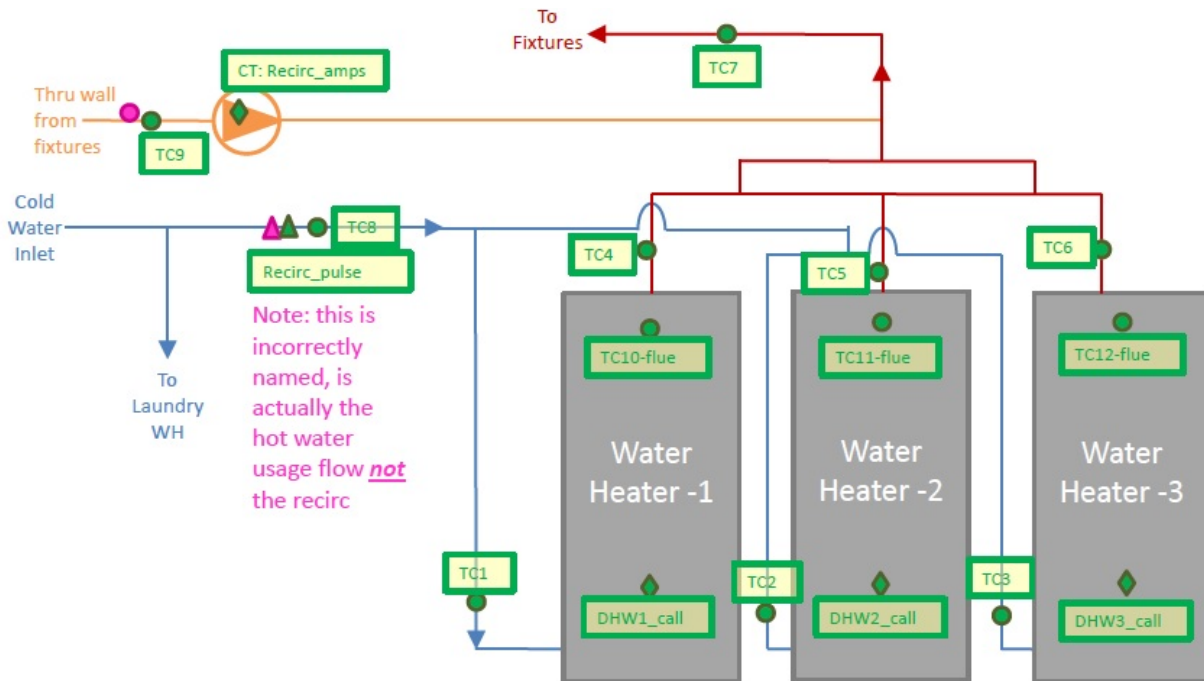 To
Fixtures
TC7
CT: Recirc_amps
Thru wall
from
fixtures
TC9
Cold
Water
Inlet
TC8
Recirc_pulse
TC4
TC5
TC6
Note: this is
incorrectly
named, is
actually the
hot water
usage flow not
the recirc
To
Laundry
WH
TC10-flue
TC11-flue
TC12-flue
Water
Heater -1
Water
Heater -2
Water
Heater -3
TC1
TC2
TC3
DHW1_call
DHW2_call
DHW3_call